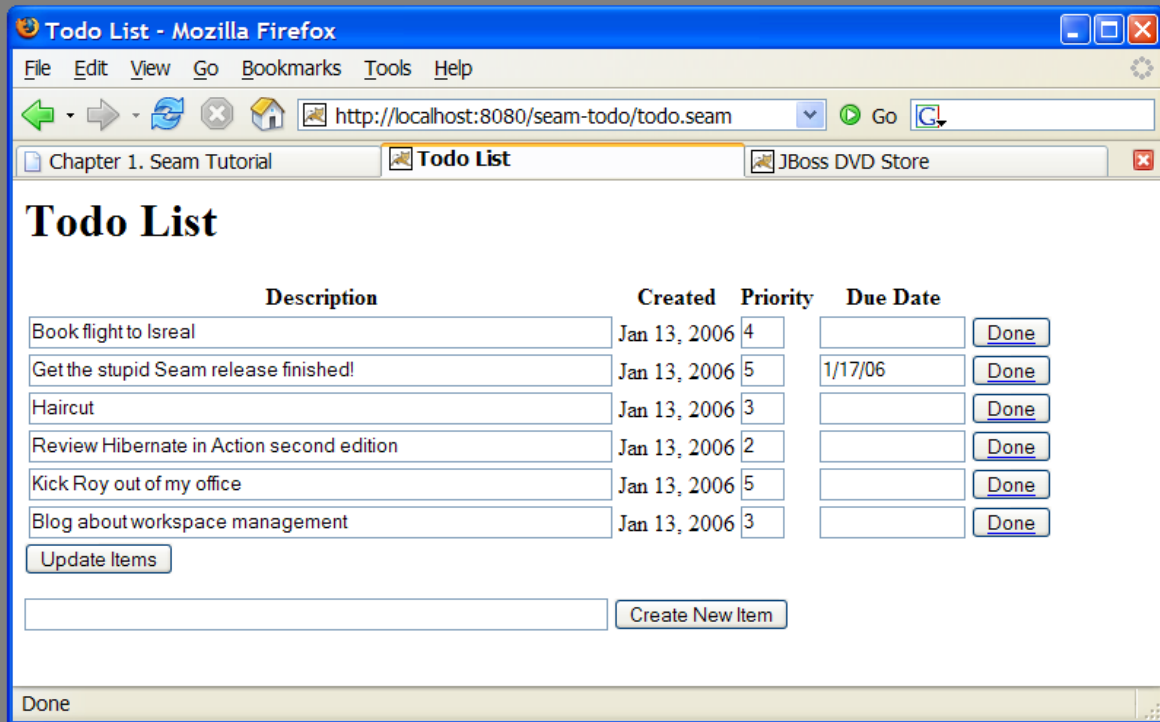 Todo List - Mozilla Firefox
File Edit View Go Bookmarks Tools Help
http://localhost:8080/seam-todo/todo.seam Go G
Chapter 1. Seam Tutorial Todo List JBoss DVD Store
Todo List
Description Created Priority Due Date
Book flight to Isreal Jan 13, 2006 4 Done
Get the stupid Seam release finished! Jan 13, 2006 5 1/17/06 Done
Haircut Jan 13, 2006 3 Done
Review Hibernate in Action second edition Jan 13, 2006 2 Done
Kick Roy out of my office Jan 13, 2006 5 Done
Blog about workspace management Jan 13, 2006 3 Done
Update Items
Create New Item
Done